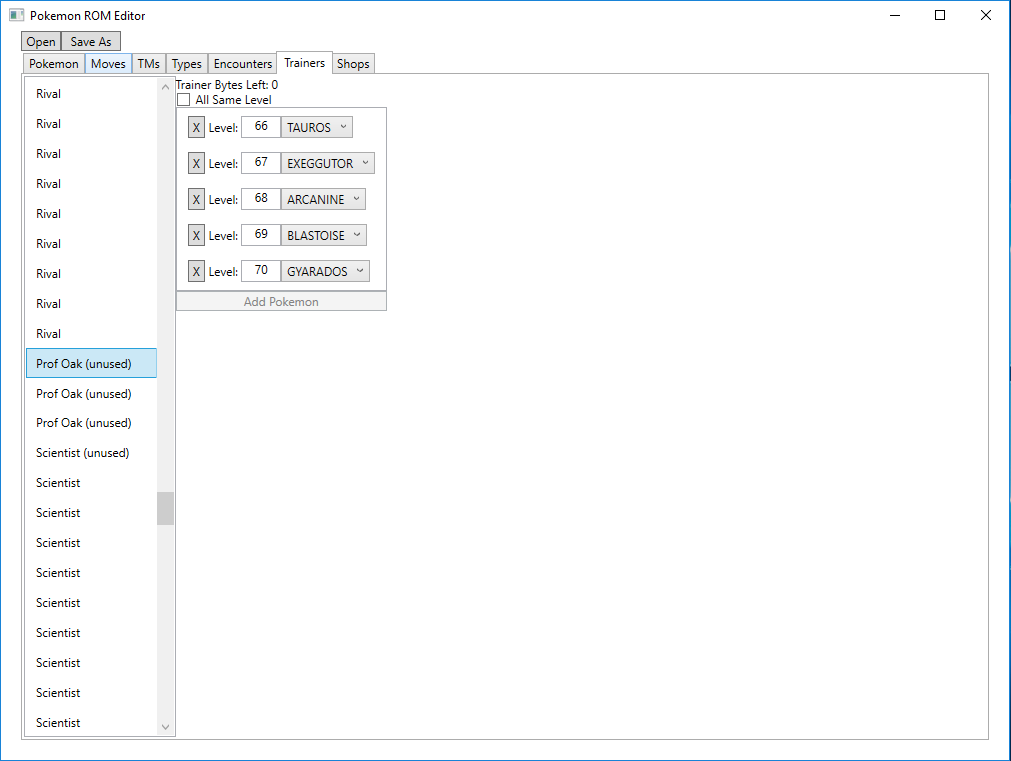 Pokemon ROM Editor
Open Save As
Pokemon Moves TMs Types Encounters Trainers Shops
Trainer Bytes Left: 0
All Same Level
X Level: 66 TAUROS
X Level: 67 EXEGGUTOR
X Level: 68 ARCANINE
X Level: 69 BLASTOISE
X Level: 70 GYARADOS
Add Pokemon
Rival
Rival
Rival
Rival
Rival
Rival
Rival
Rival
Rival
Prof Oak (unused)
Prof Oak (unused)
Prof Oak (unused)
Scientist (unused)
Scientist
Scientist
Scientist
Scientist
Scientist
Scientist
Scientist
Scientist
Scientist